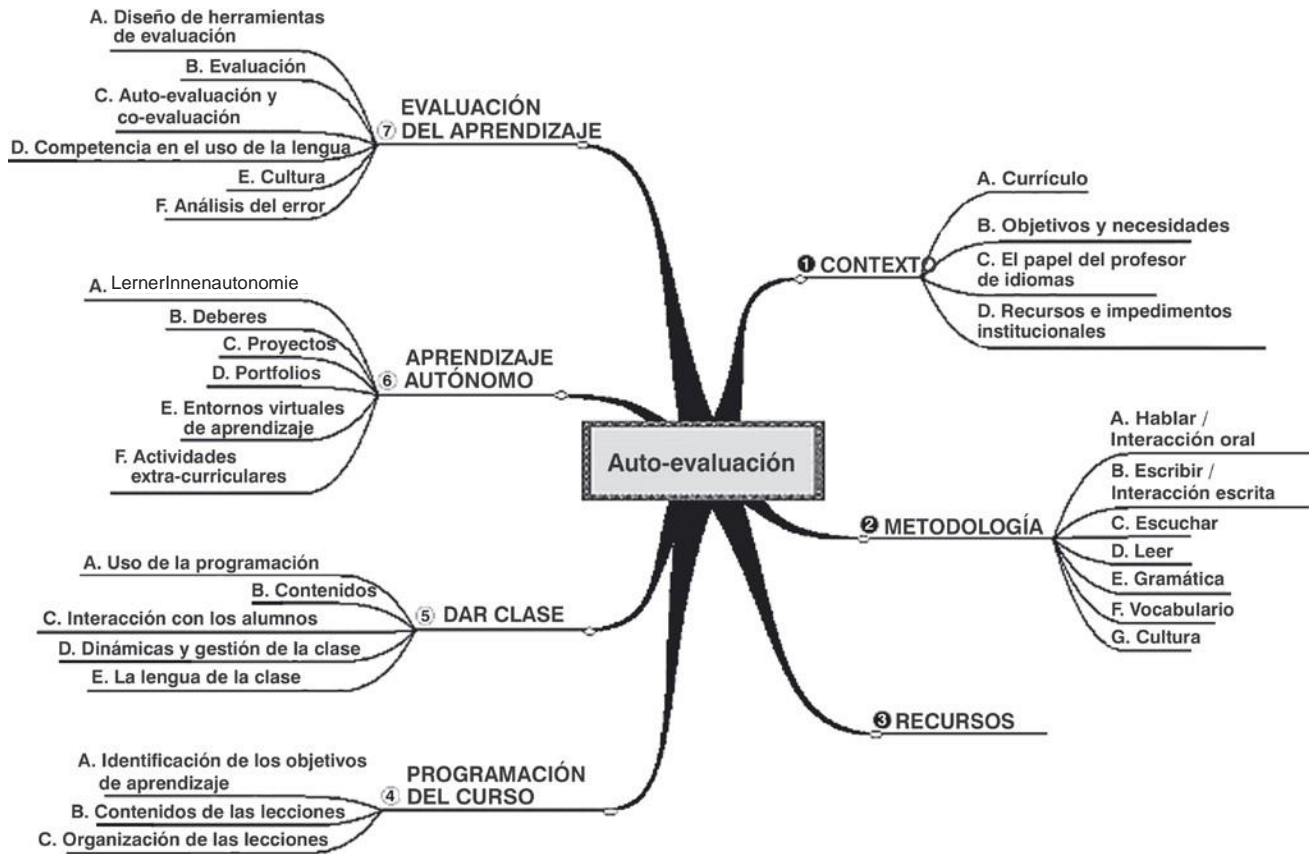 Auto-evaluación
❶ CONTEXTO
A. Currículo
B. Objetivos y necesidades
C. El papel del profesor
de idiomas
D. Recursos e impedimentos
institucionales
❷ METODOLOGÍA
A. Hablar /
Interacción oral
B. Escribir /
Interacción escrita
C. Escuchar
D. Leer
E. Gramática
F. Vocabulario
G. Cultura
❸ RECURSOS
④ PROGRAMACIÓN
DEL CURSO
A. Identificación de los objetivos
de aprendizaje
B. Contenidos de las lecciones
C. Organización de las lecciones
⑤ DAR CLASE
A. Uso de la programación
B. Contenidos
C. Interacción con los alumnos
D. Dinámicas y gestión de la clase
E. La lengua de la clase
⑥ APRENDIZAJE
AUTÓNOMO
A. LernerInnenautonomie
B. Deberes
C. Proyectos
D. Portfolios
E. Entornos virtuales
de aprendizaje
F. Actividades
extra-curriculares
⑦ EVALUACIÓN
DEL APRENDIZAJE
A. Diseño de herramientas
de evaluación
B. Evaluación
C. Auto-evaluación y
co-evaluación
D. Competencia en el uso de la lengua
E. Cultura
F. Análisis del error